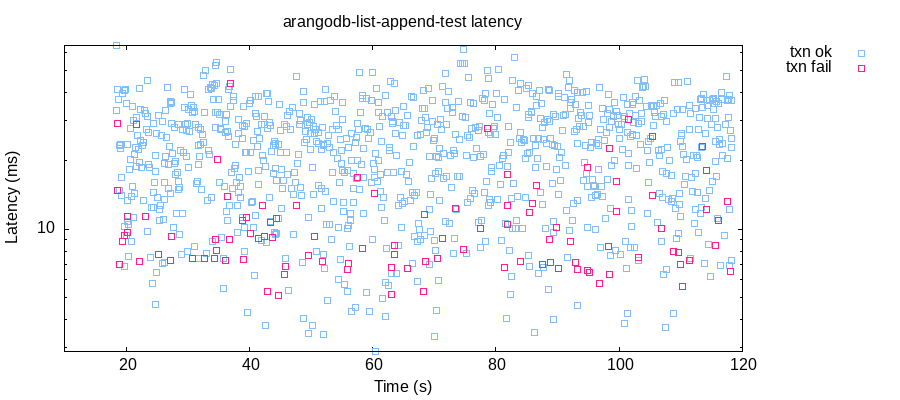 arangodb-list-append-test latency
txn ok
txn fail
Latency (ms)
10
20 40 60 80 100 120
Time (s)